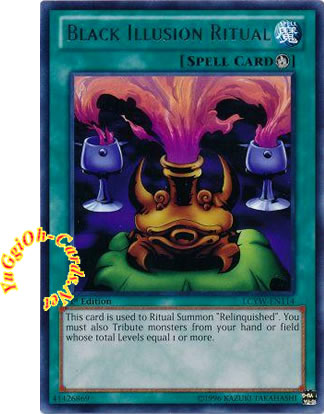 BLACK ILLUSION RITUAL
魔
[SPELL CARD]
YuGgiOh-Cards.Net
1st Edition
LCYW-EN114
This card is used to Ritual Summon "Relinquished". You
must also Tribute monsters from your hand or field
whose total Levels equal 1 or more.
41426869
©1996 KAZUKI TAKAHASHI